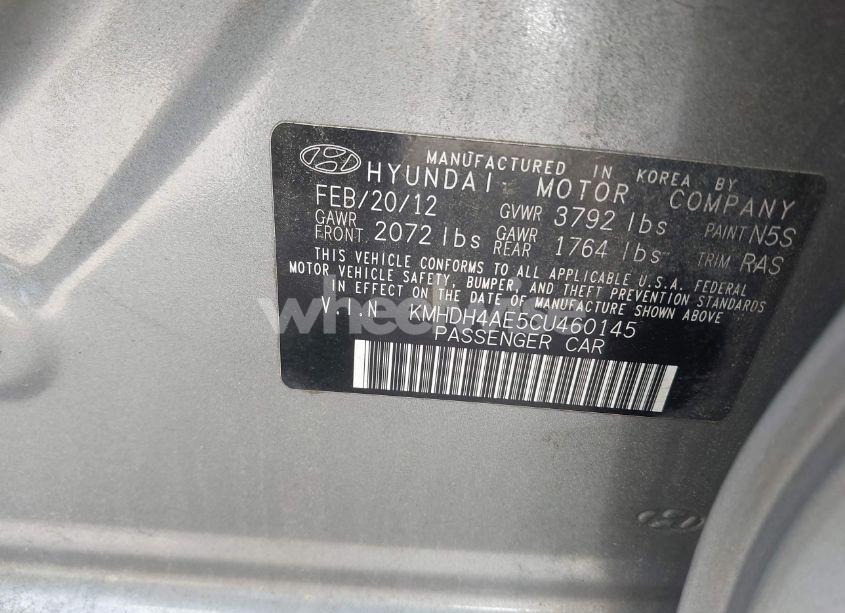 MANUFACTURED IN KOREA BY
HYUNDAI MOTOR COMPANY
FEB/20/12 GVWR 3792 lbs PAINT N5S
GAWR FRONT 2072 lbs GAWR REAR 1764 lbs TRIM RAS
THIS VEHICLE CONFORMS TO ALL APPLICABLE U.S.A. FEDERAL
MOTOR VEHICLE SAFETY, BUMPER, AND THEFT PREVENTION STANDARDS
IN EFFECT ON THE DATE OF MANUFACTURE SHOWN ABOVE.
V.I.N KMHDH4AE5CU460145
PASSENGER CAR